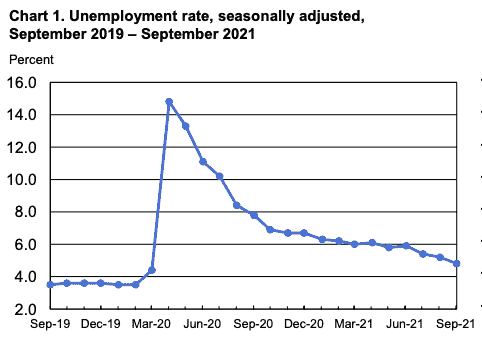 Chart 1. Unemployment rate, seasonally adjusted,
September 2019 – September 2021
Percent
16.0
14.0
12.0
10.0
8.0
6.0
4.0
2.0
Sep-19 Dec-19 Mar-20 Jun-20 Sep-20 Dec-20 Mar-21 Jun-21 Sep-21